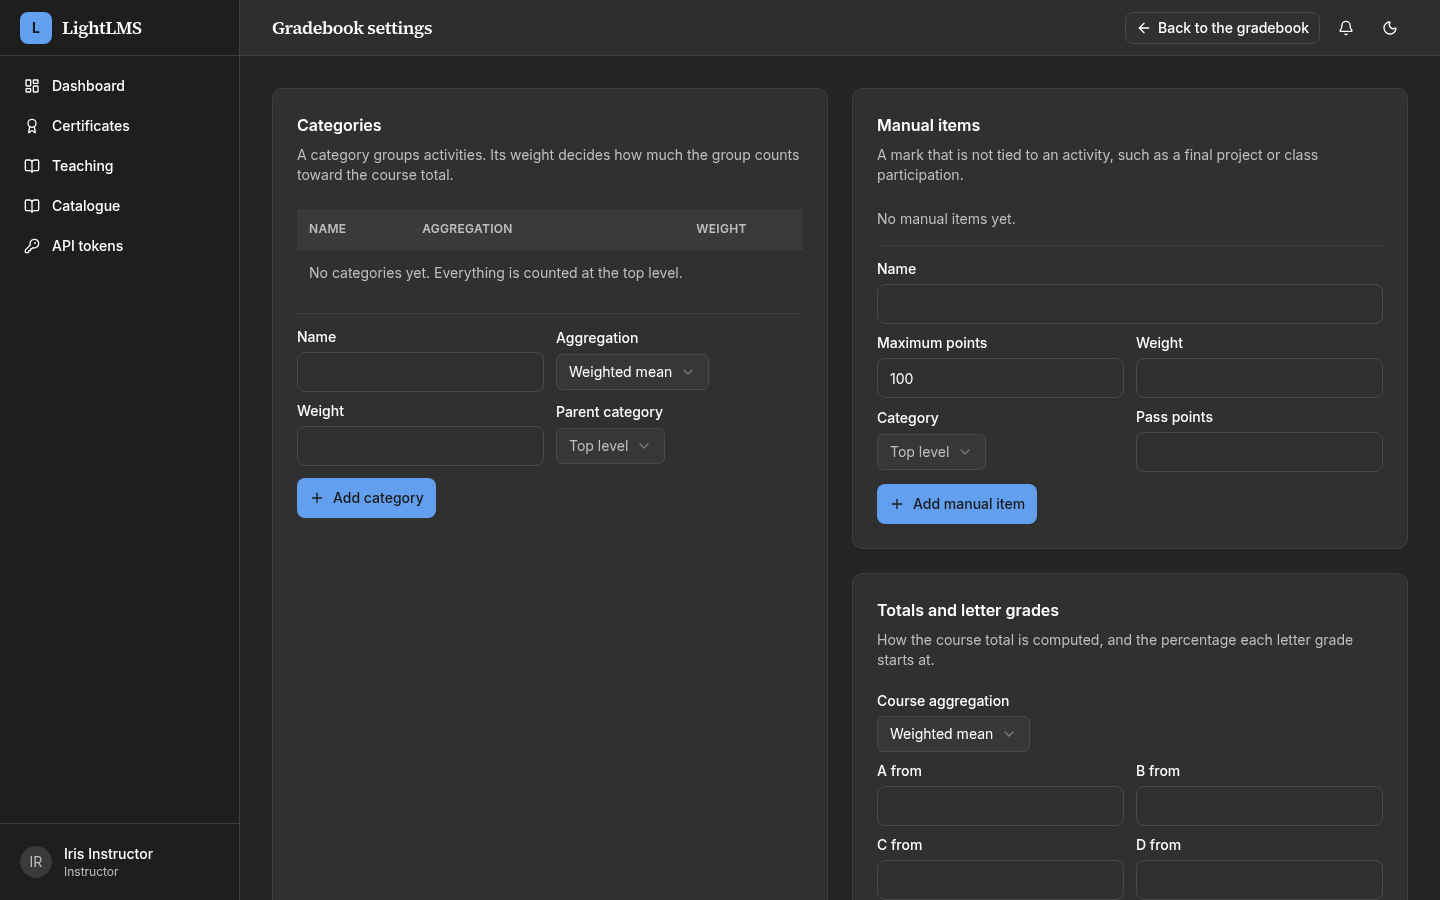 L LightLMS
Dashboard
Certificates
Teaching
Catalogue
API tokens
IR
Iris Instructor
Instructor
Gradebook settings
Back to the gradebook
Categories
A category groups activities. Its weight decides how much the group counts
toward the course total.
NAME AGGREGATION WEIGHT
No categories yet. Everything is counted at the top level.
Name Aggregation
Weighted mean
Weight Parent category
Top level
Add category
Manual items
A mark that is not tied to an activity, such as a final project or class
participation.
No manual items yet.
Name
Maximum points Weight
100
Category Pass points
Top level
Add manual item
Totals and letter grades
How the course total is computed, and the percentage each letter grade
starts at.
Course aggregation
Weighted mean
A from B from
C from D from